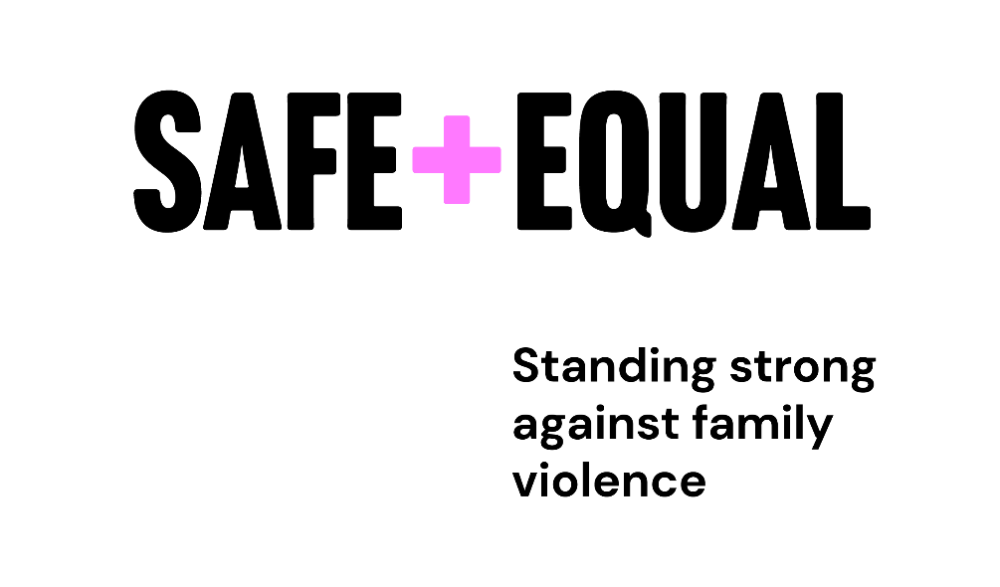 SAFE+EQUAL
Standing strong
against family
violence